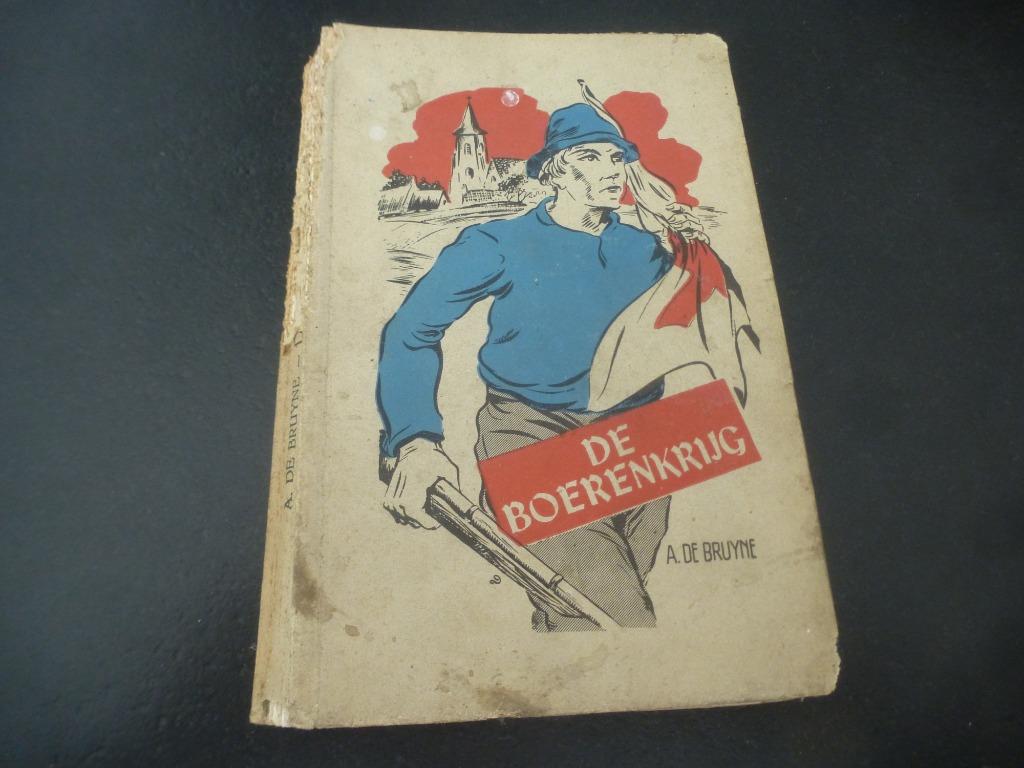 DE
BOERENKRIJG
A. DE BRUYNE
A. DE BRUYNE – D